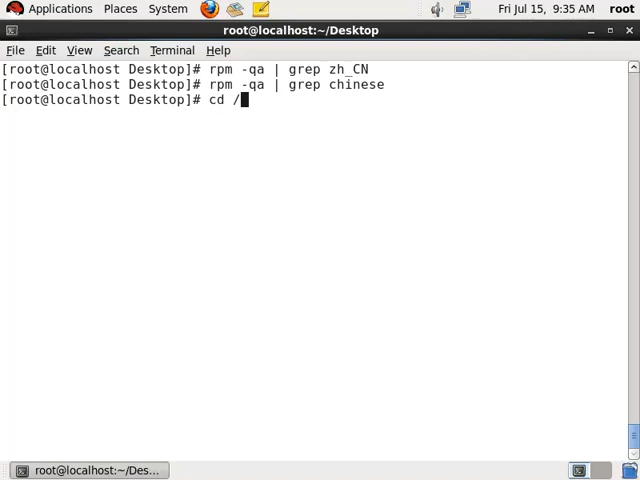 Applications Places System Fri Jul 15, 9:35 AM root
root@localhost:~/Desktop
File Edit View Search Terminal Help
[root@localhost Desktop]# rpm -qa | grep zh_CN
[root@localhost Desktop]# rpm -qa | grep chinese
[root@localhost Desktop]# cd /
root@localhost:~/Des...